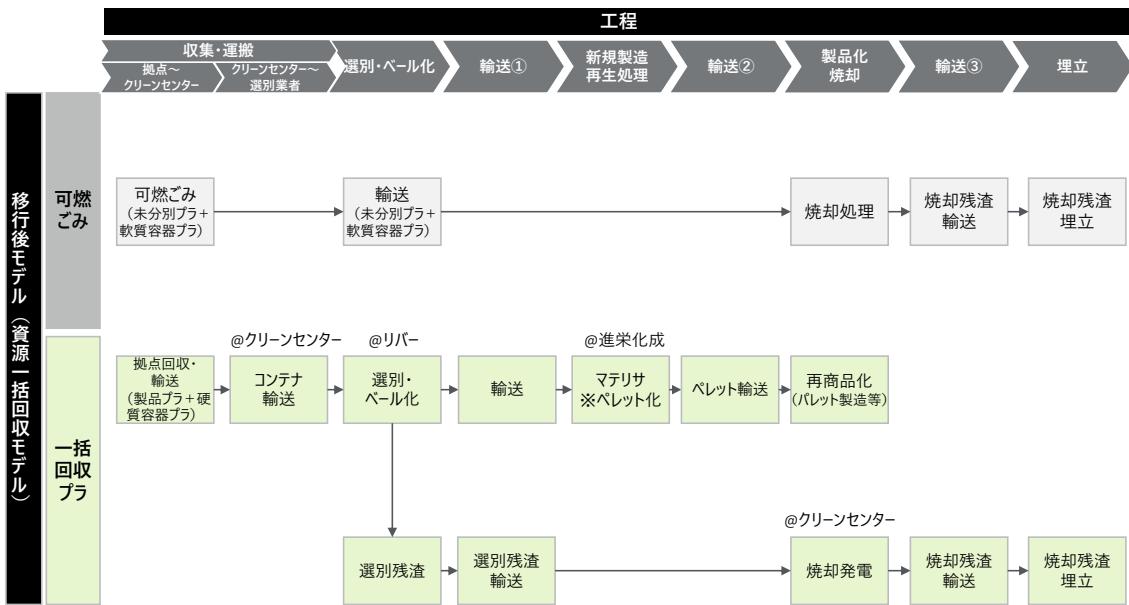 工程
収集・運搬
拠点～
クリーンセンター
クリーンセンター～
選別業者
選別・ベール化
輸送①
新規製造
再生処理
輸送②
製品化
焼却
輸送③
埋立
移行後モデル（資源一括回収モデル）
可燃
ごみ
可燃ごみ
（未分別プラ＋
軟質容器プラ）
輸送
（未分別プラ＋
軟質容器プラ）
焼却処理
焼却残渣
輸送
焼却残渣
埋立
一括
回収
プラ
@クリーンセンター
@リバー
@進栄化成
拠点回収・
輸送
（製品プラ＋硬
質容器プラ）
コンテナ
輸送
選別・
ベール化
輸送
マテリサ
※ペレット化
ペレット輸送
再商品化
(パレット製造等)
@クリーンセンター
選別残渣
選別残渣
輸送
焼却発電
焼却残渣
輸送
焼却残渣
埋立